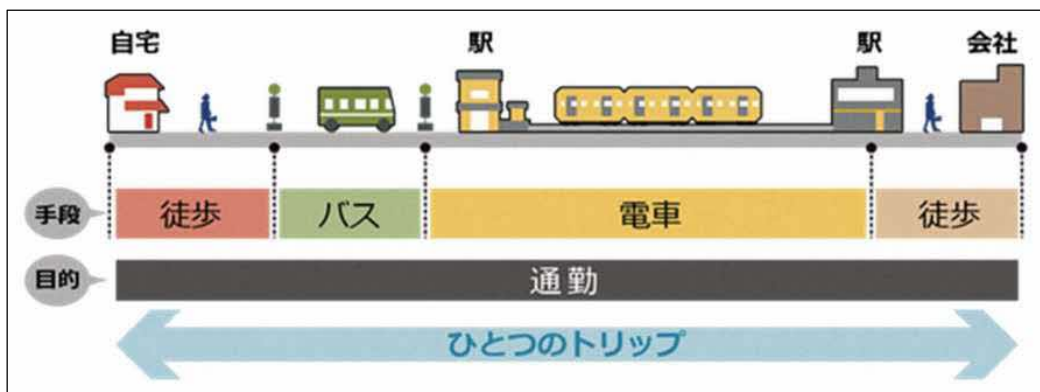 自宅 駅 駅 会社
手段 徒歩 バス 電車 徒歩
目的 通勤
ひとつのトリップ